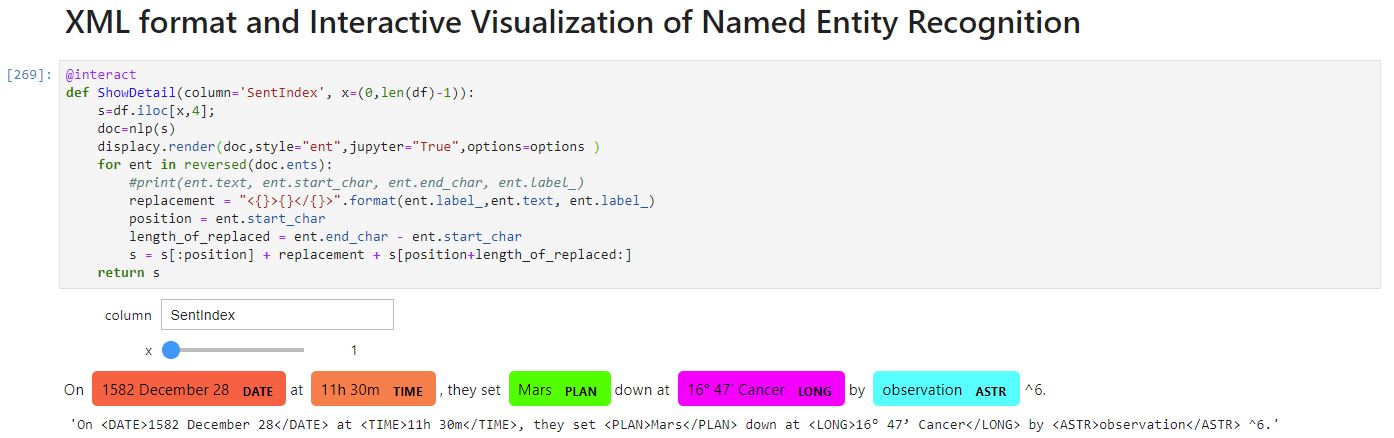 XML format and Interactive Visualization of Named Entity Recognition
[269]: @interact
def ShowDetail(column='SentIndex', x=(0,len(df)-1)):
    s=df.iloc[x,4];
    doc=nlp(s)
    displacy.render(doc,style="ent",jupyter="True",options=options )
    for ent in reversed(doc.ents):
        #print(ent.text, ent.start_char, ent.end_char, ent.label_)
        replacement = "<{}>{}</{}>".format(ent.label_,ent.text, ent.label_)
        position = ent.start_char
        length_of_replaced = ent.end_char - ent.start_char
        s = s[:position] + replacement + s[position+length_of_replaced:]
    return s
column SentIndex
x 1
On 1582 December 28 DATE at 11h 30m TIME , they set Mars PLAN down at 16° 47’ Cancer LONG by observation ASTR ^6.
'On <DATE>1582 December 28</DATE> at <TIME>11h 30m</TIME>, they set <PLAN>Mars</PLAN> down at <LONG>16° 47’ Cancer</LONG> by <ASTR>observation</ASTR> ^6.'